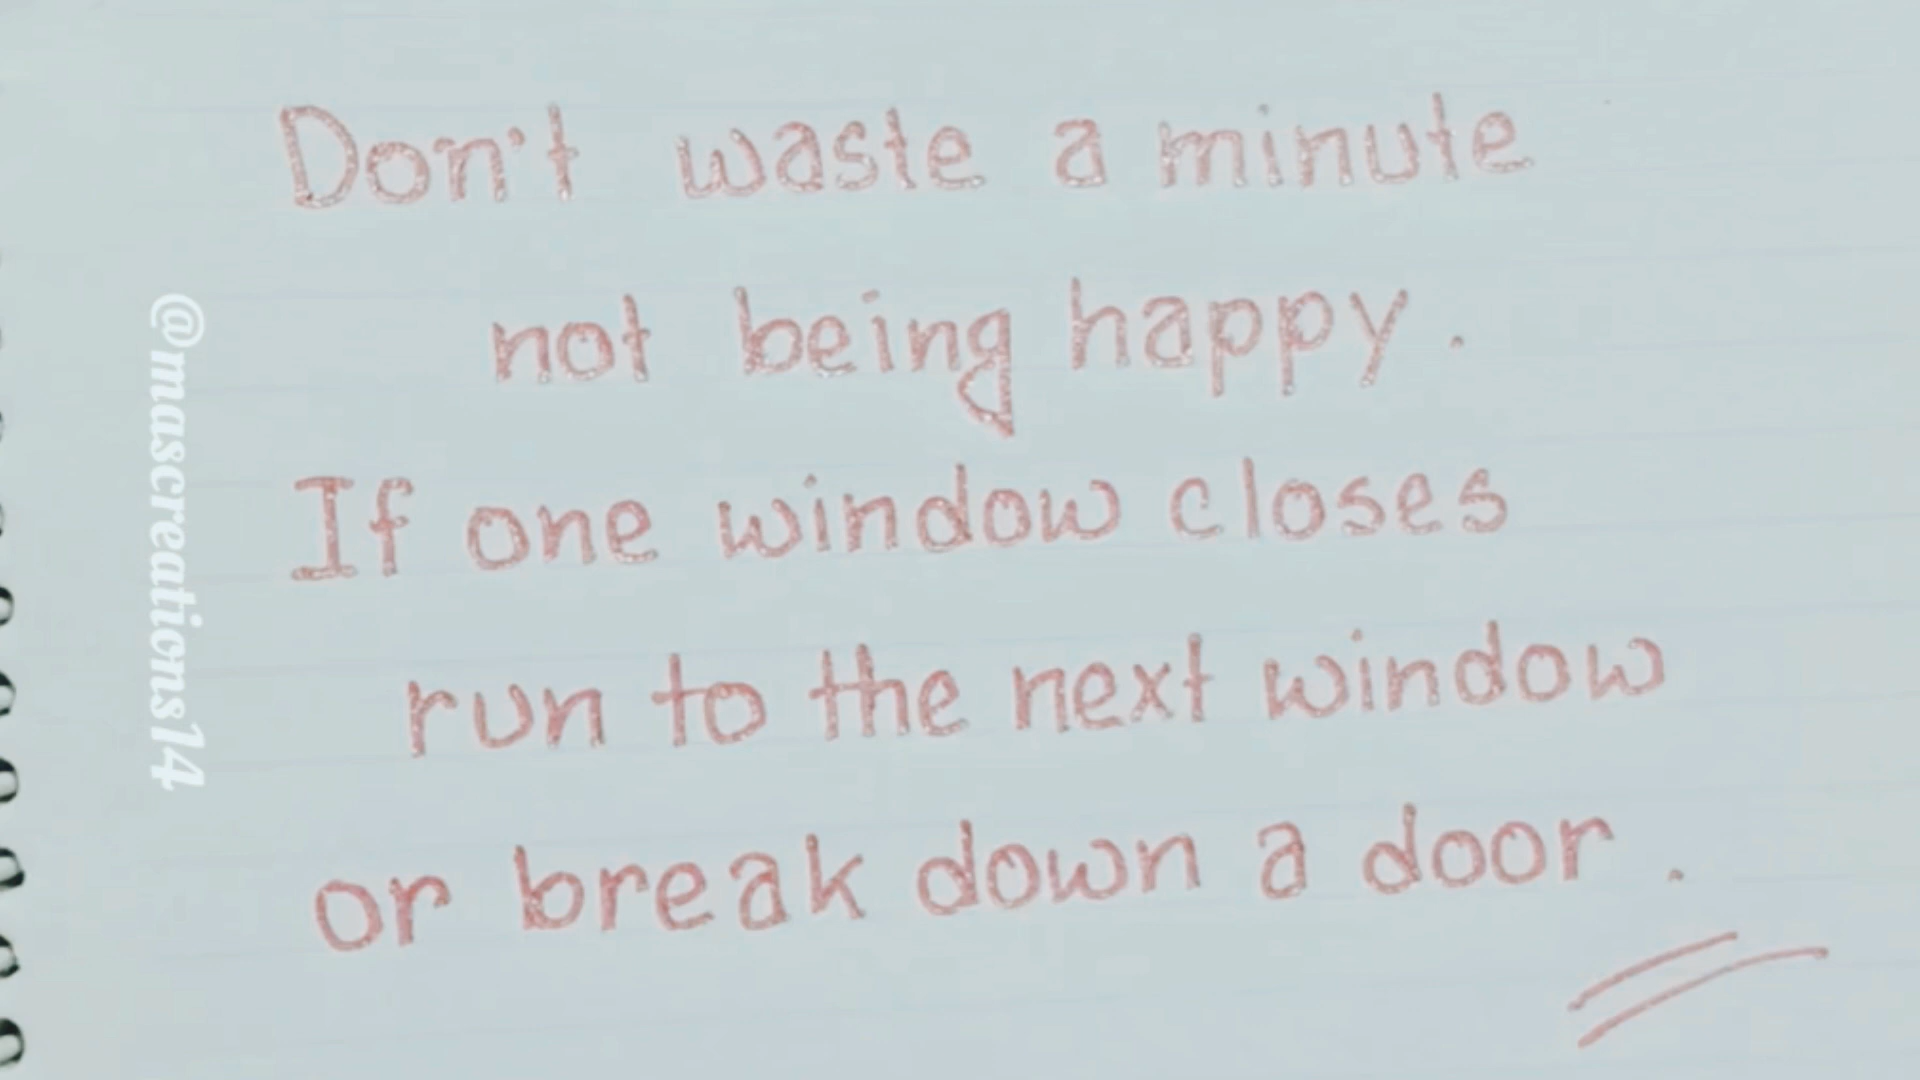 Don't waste a minute
not being happy.
If one window closes
run to the next window
or break down a door.
@mascreations14